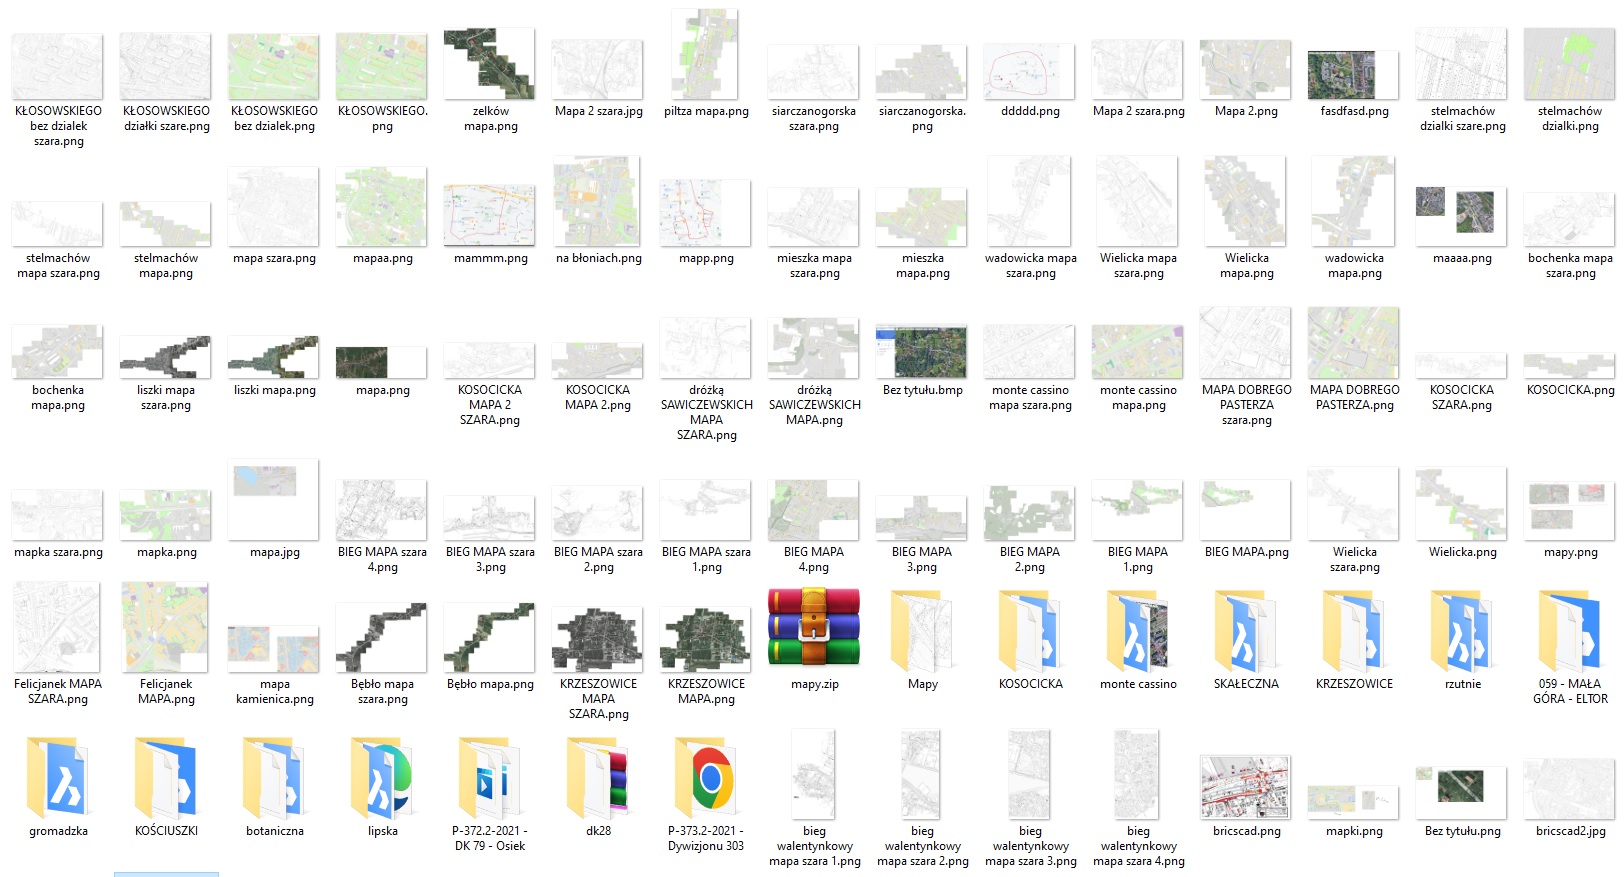 KŁOSOWSKIEGO
bez dzialek
szara.png
KŁOSOWSKIEGO
działki szare.png
KŁOSOWSKIEGO
bez dzialek.png
KŁOSOWSKIEGO.
png
zelków
mapa.png
Mapa 2 szara.jpg
piltza mapa.png
siarczanogorska
szara.png
siarczanogorska.
png
ddddd.png
Mapa 2 szara.png
Mapa 2.png
fasdfasd.png
stelmachów
dzialki szare.png
stelmachów
dzialki.png
stelmachów
mapa szara.png
stelmachów
mapa.png
mapa szara.png
mapaa.png
mammm.png
na błoniach.png
mapp.png
mieszka mapa
szara.png
mieszka
mapa.png
wadowicka mapa
szara.png
Wielicka mapa
szara.png
Wielicka
mapa.png
wadowicka
mapa.png
maaaa.png
bochenka mapa
szara.png
bochenka
mapa.png
liszki mapa
szara.png
liszki mapa.png
mapa.png
KOSOCICKA
MAPA 2
SZARA.png
KOSOCICKA
MAPA 2.png
dróżką
SAWICZEWSKICH
MAPA
SZARA.png
dróżką
SAWICZEWSKICH
MAPA.png
Bez tytułu.bmp
monte cassino
mapa szara.png
monte cassino
mapa.png
MAPA DOBREGO
PASTERZA
szara.png
MAPA DOBREGO
PASTERZA.png
KOSOCICKA
SZARA.png
KOSOCICKA.png
mapka szara.png
mapka.png
mapa.jpg
BIEG MAPA szara
4.png
BIEG MAPA szara
3.png
BIEG MAPA szara
2.png
BIEG MAPA szara
1.png
BIEG MAPA
4.png
BIEG MAPA
3.png
BIEG MAPA
2.png
BIEG MAPA
1.png
BIEG MAPA.png
Wielicka
szara.png
Wielicka.png
mapy.png
Felicjanek MAPA
SZARA.png
Felicjanek
MAPA.png
mapa
kamienica.png
Bębło mapa
szara.png
Bębło mapa.png
KRZESZOWICE
MAPA
SZARA.png
KRZESZOWICE
MAPA.png
mapy.zip
Mapy
KOSOCICKA
monte cassino
SKAŁECZNA
KRZESZOWICE
rzutnie
059 - MAŁA
GÓRA - ELTOR
gromadzka
KOŚCIUSZKI
botaniczna
lipska
P-372.2-2021 -
DK 79 - Osiek
dk28
P-373.2-2021 -
Dywizjonu 303
bieg
walentynkowy
mapa szara 1.png
bieg
walentynkowy
mapa szara 2.png
bieg
walentynkowy
mapa szara 3.png
bieg
walentynkowy
mapa szara 4.png
bricscad.png
mapki.png
Bez tytułu.png
bricscad2.jpg